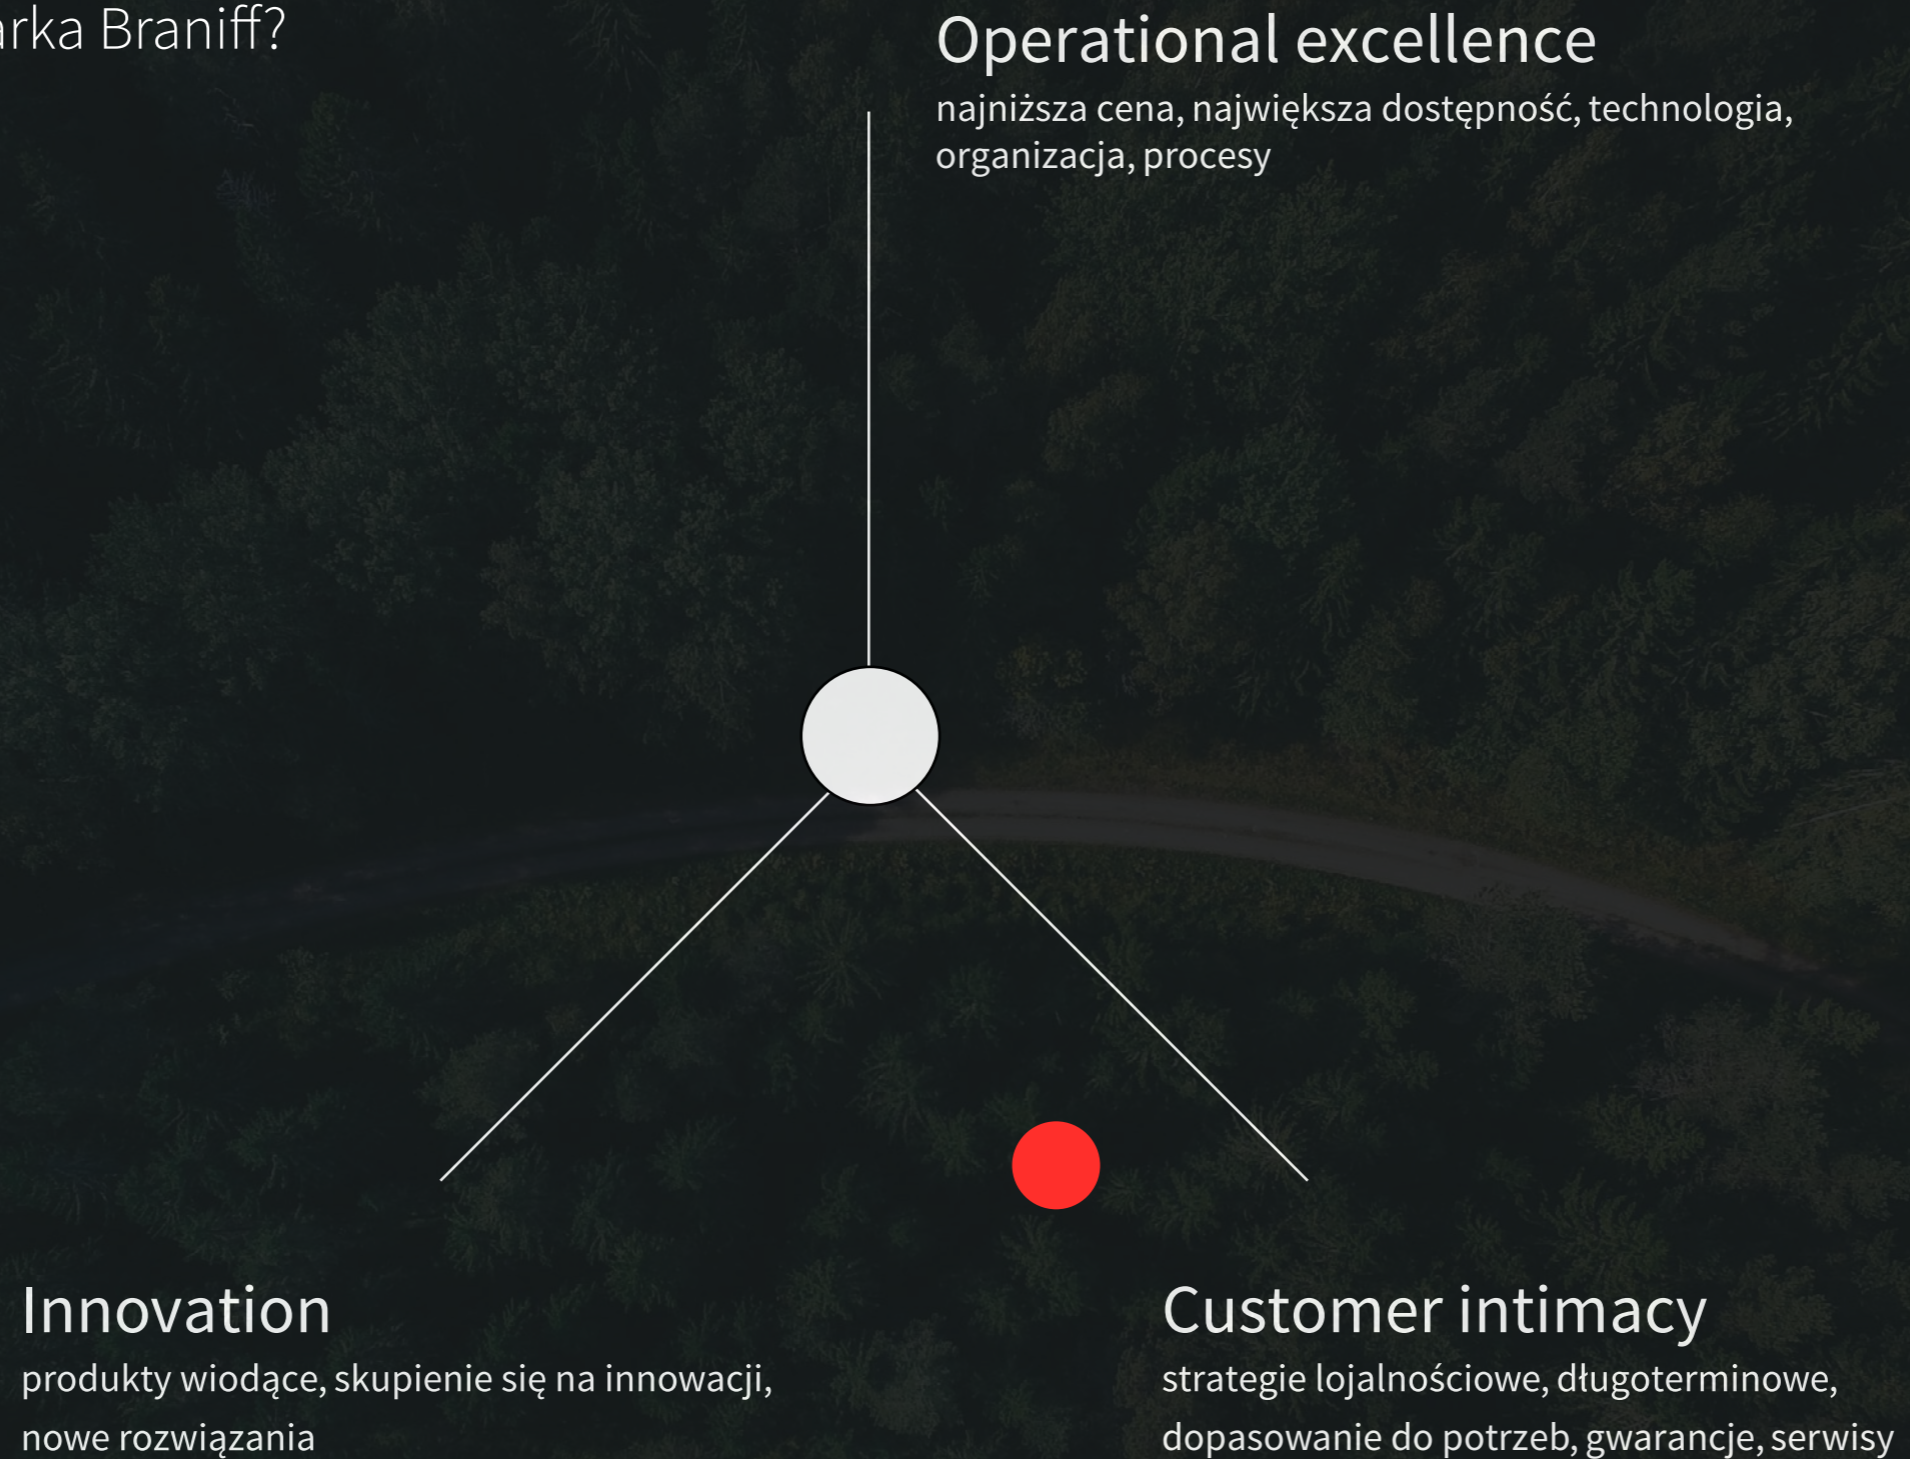 arka Braniff?
Operational excellence
najniższa cena, największa dostępność, technologia,
organizacja, procesy
Innovation
produkty wiodące, skupienie się na innowacji,
nowe rozwiązania
Customer intimacy
strategie lojalnościowe, długoterminowe,
dopasowanie do potrzeb, gwarancje, serwisy